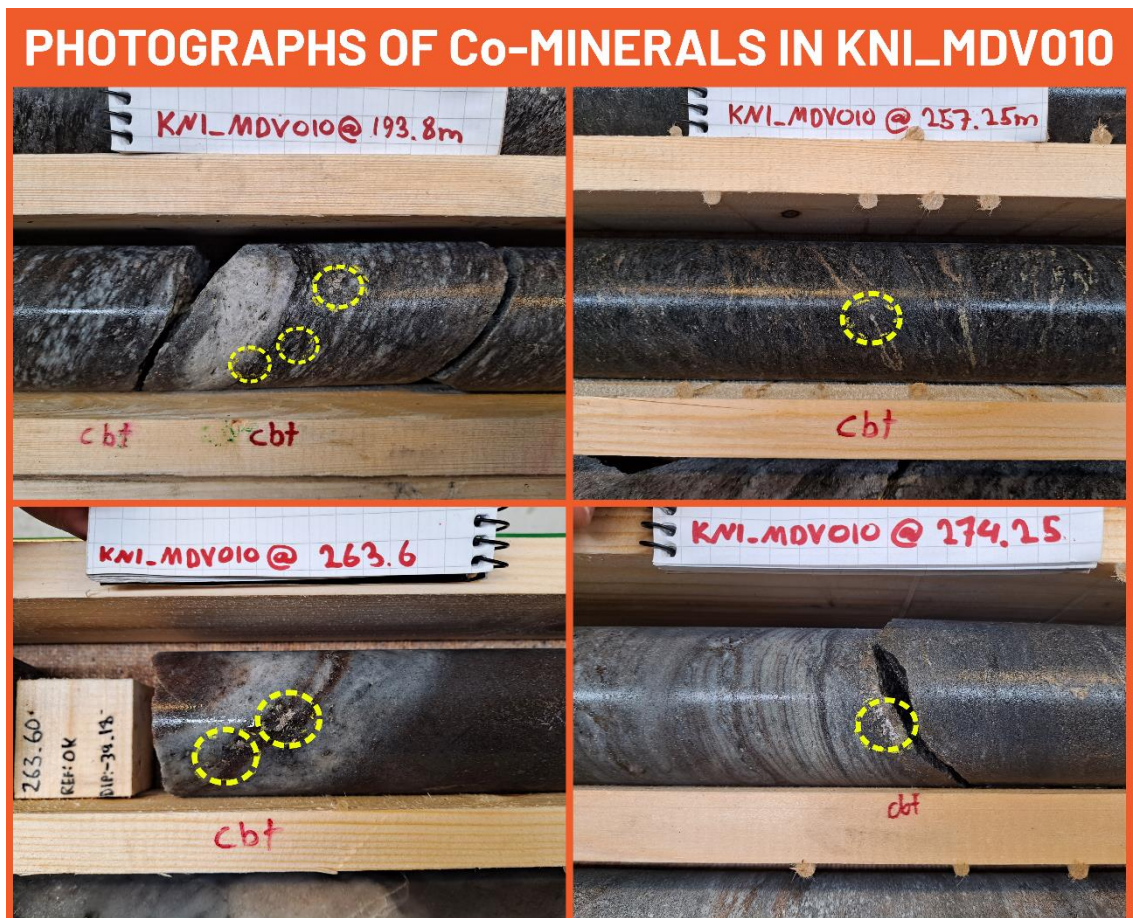 PHOTOGRAPHS OF Co-MINERALS IN KNI_MDV010
KNI_MDV010 @ 193.8m
cbt
cbt
KNI_MDV010 @ 257.25m
cbt
KNI_MDV010 @ 263.6
263.60
REF: OK
DIP:-39.18
cbt
KNI_MDV010 @ 274.25
cbt